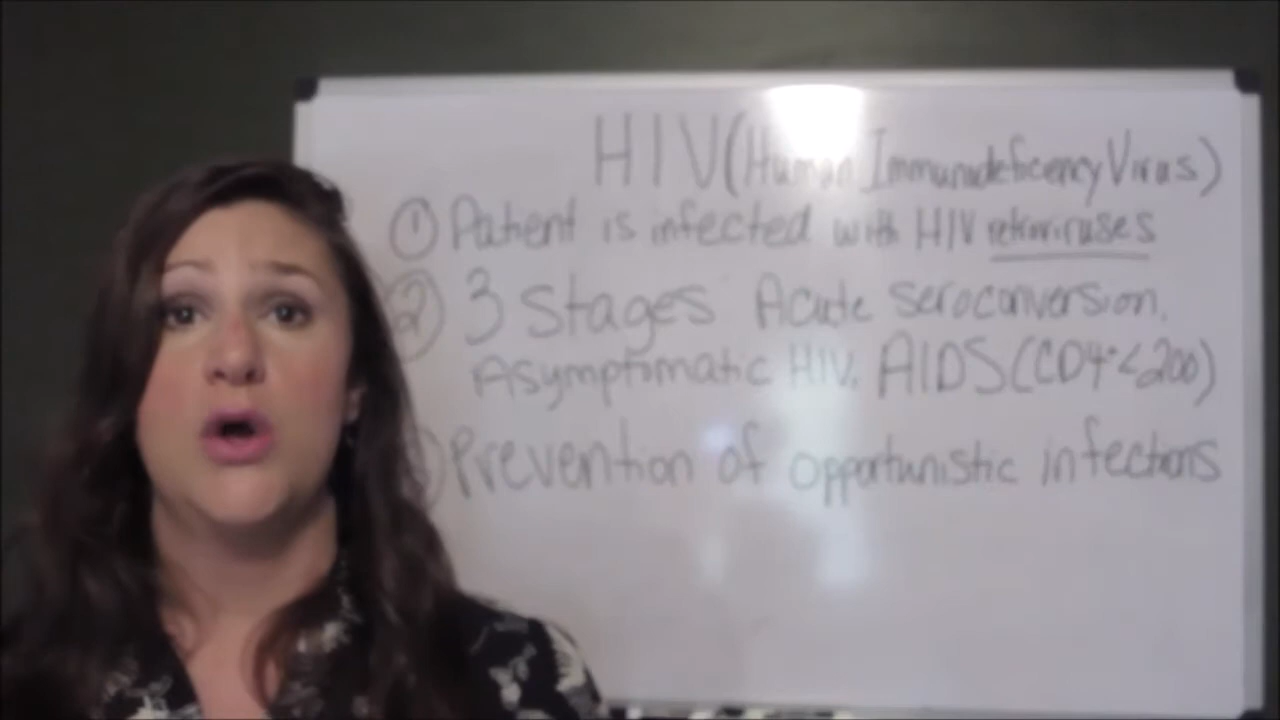 HIV (Human Immunodeficiency Virus)
① Patient is infected with HIV retroviruses
② 3 Stages Acute seroconversion,
Asymptomatic HIV, AIDS (CD4+<200)
Prevention of opportunistic infections